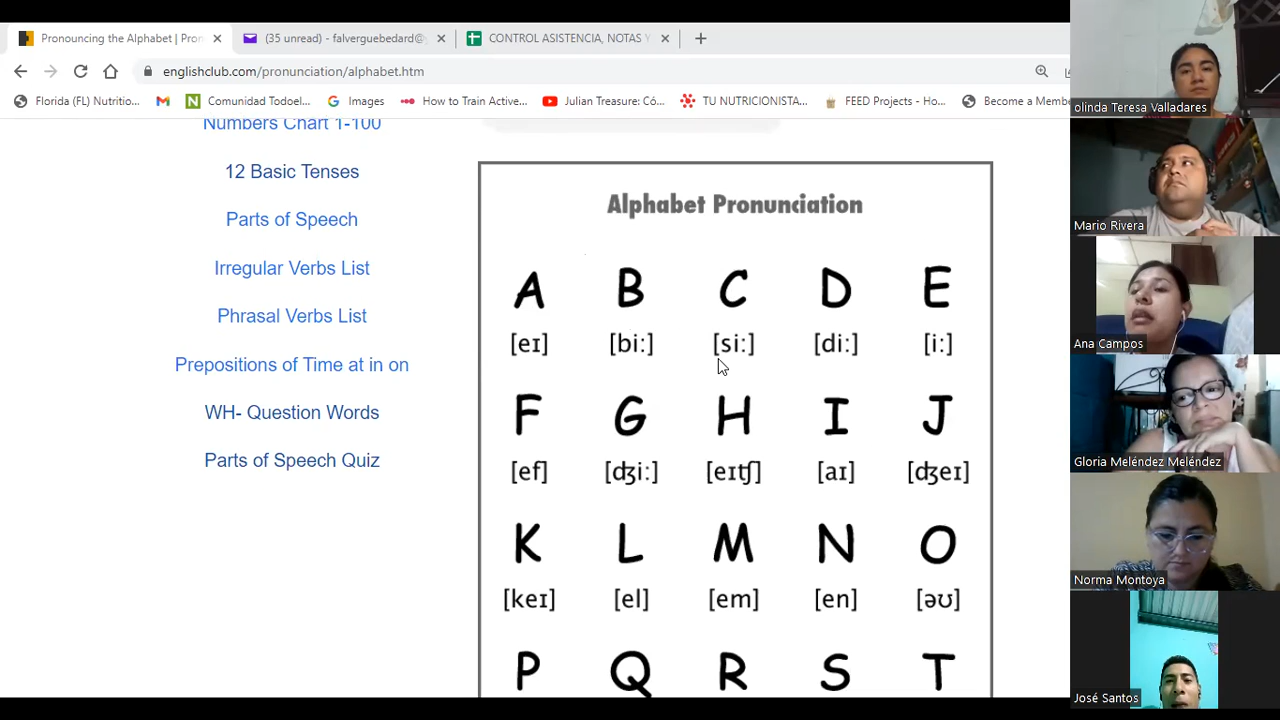 Pronouncing the Alphabet | Pron
(35 unread) - falverguebedard@
CONTROL ASISTENCIA, NOTAS Y
englishclub.com/pronunciation/alphabet.htm
Florida (FL) Nutritio...
Comunidad Todoel...
Images
How to Train Active...
Julian Treasure: Có...
TU NUTRICIONISTA...
FEED Projects - Ho...
Become a Membe
Numbers Chart 1-100
12 Basic Tenses
Parts of Speech
Irregular Verbs List
Phrasal Verbs List
Prepositions of Time at in on
WH- Question Words
Parts of Speech Quiz
Alphabet Pronunciation
A B C D E
[eɪ] [bi:] [si:] [di:] [i:]
F G H I J
[ef] [ʤi:] [eɪʧ] [aɪ] [ʤeɪ]
K L M N O
[keɪ] [el] [em] [en] [əʊ]
P Q R S T
olinda Teresa Valladares
Mario Rivera
Ana Campos
Gloria Meléndez Meléndez
Norma Montoya
José Santos